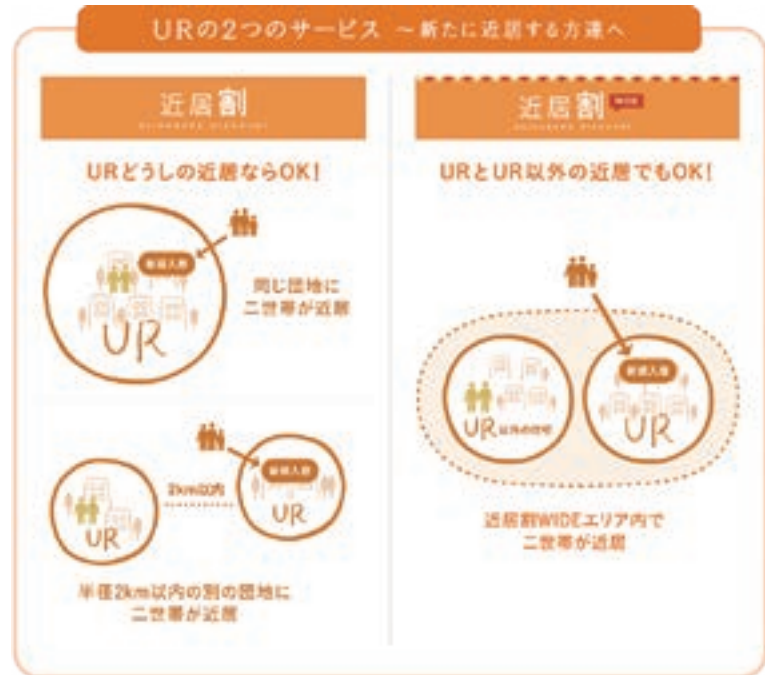 URの2つのサービス ～新たに近居する方達へ
近居割
URどうしの近居ならOK!
新規入居
同じ団地に
二世帯が近居
UR
新規入居
2km以内
UR
UR
半径2km以内の別の団地に
二世帯が近居
近居割 WIDE
URとUR以外の近居でもOK!
新規入居
UR以外の住宅
UR
近居割WIDEエリア内で
二世帯が近居